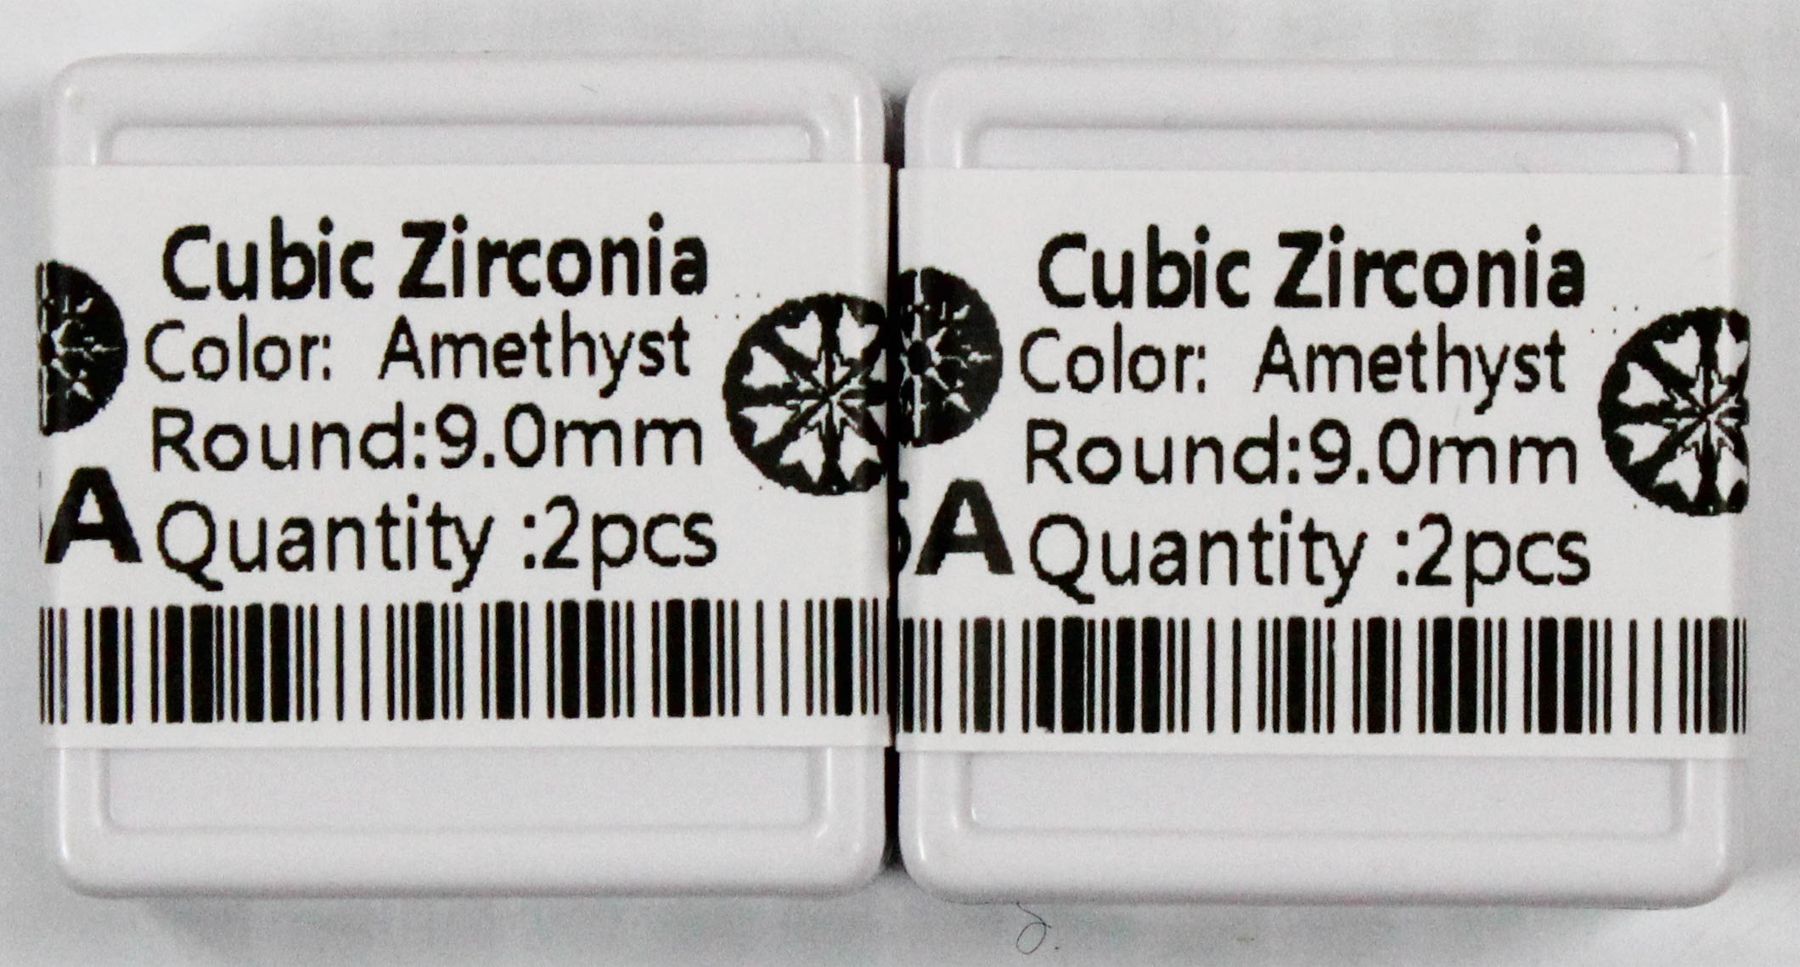 Cubic Zirconia
Color: Amethyst
Round:9.0mm
A Quantity :2pcs
Cubic Zirconia
Color: Amethyst
Round:9.0mm
A Quantity :2pcs